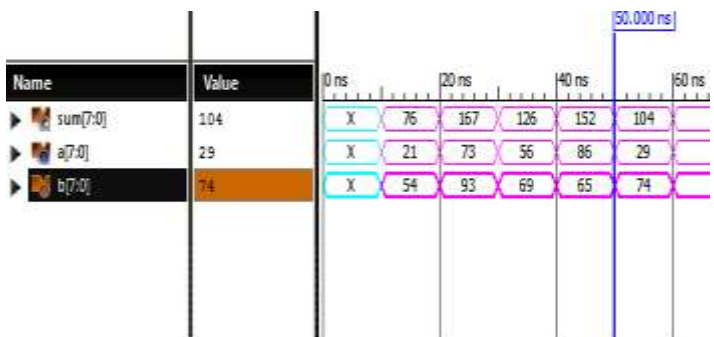 50.000 ns
Name Value 0 ns 20 ns 40 ns 60 ns
sum[7:0] 104 X 76 167 126 152 104
a[7:0] 29 X 21 73 56 86 29
b[7:0] 74 X 54 93 69 65 74